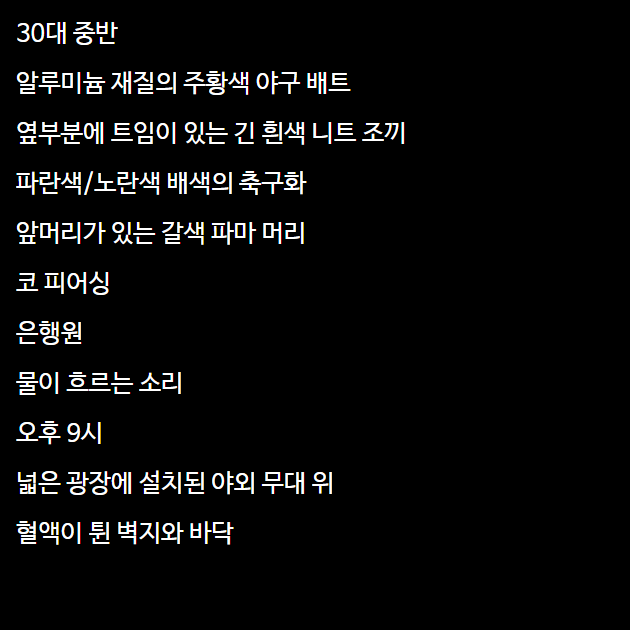 30대 중반
알루미늄 재질의 주황색 야구 배트
옆부분에 트임이 있는 긴 흰색 니트 조끼
파란색/노란색 배색의 축구화
앞머리가 있는 갈색 파마 머리
코 피어싱
은행원
물이 흐르는 소리
오후 9시
넓은 광장에 설치된 야외 무대 위
혈액이 튄 벽지와 바닥